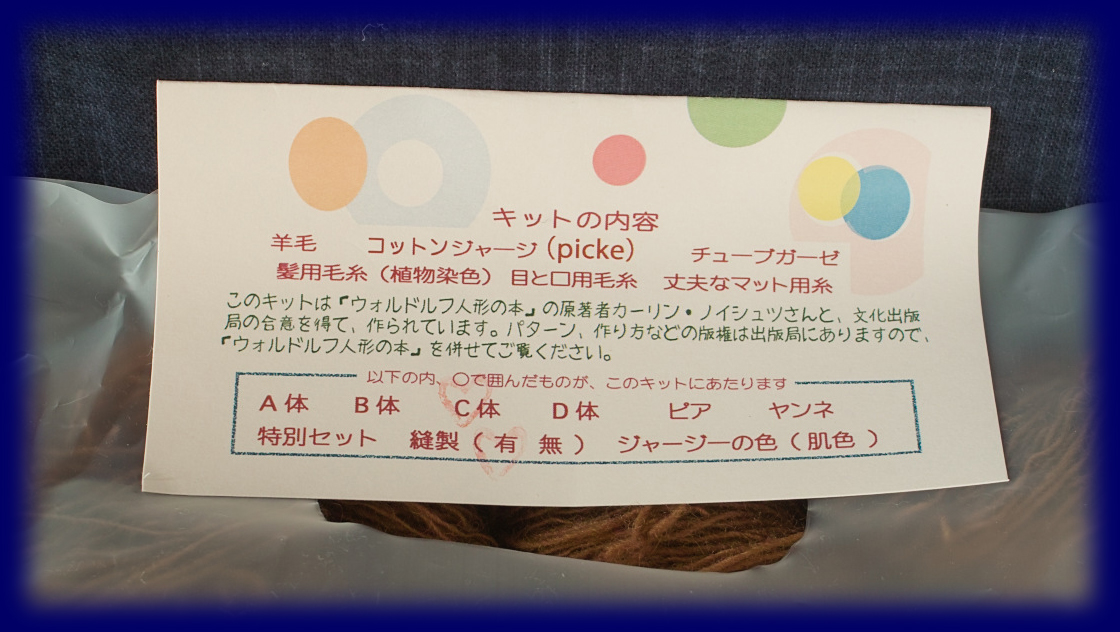 キットの内容
羊毛 コットンジャージ(picke) チューブガーゼ
髪用毛糸(植物染色) 目と口用毛糸 丈夫なマット用糸
このキットは『ウォルドルフ人形の本』の原著者カーリン・ノイシュツさんと、文化出版
局の合意を得て、作られています。パターン、作り方などの版権は出版局にありますので、
『ウォルドルフ人形の本』を併せてご覧ください。
以下の内、〇で囲んだものが、このキットにあたります
A体 B体 C体 D体 ピア ヤンネ
特別セット 縫製(有 無) ジャージーの色(肌色)